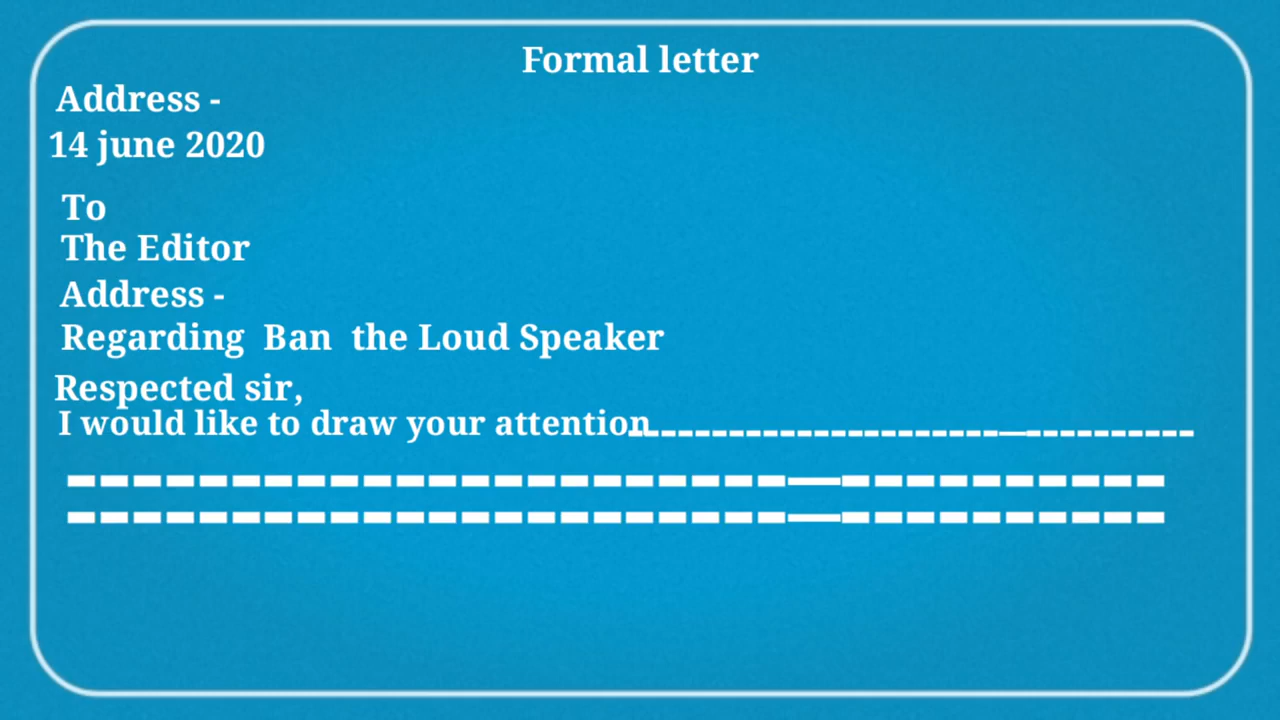 Formal letter
Address -
14 june 2020
To
The Editor
Address -
Regarding Ban the Loud Speaker
Respected sir,
I would like to draw your attention